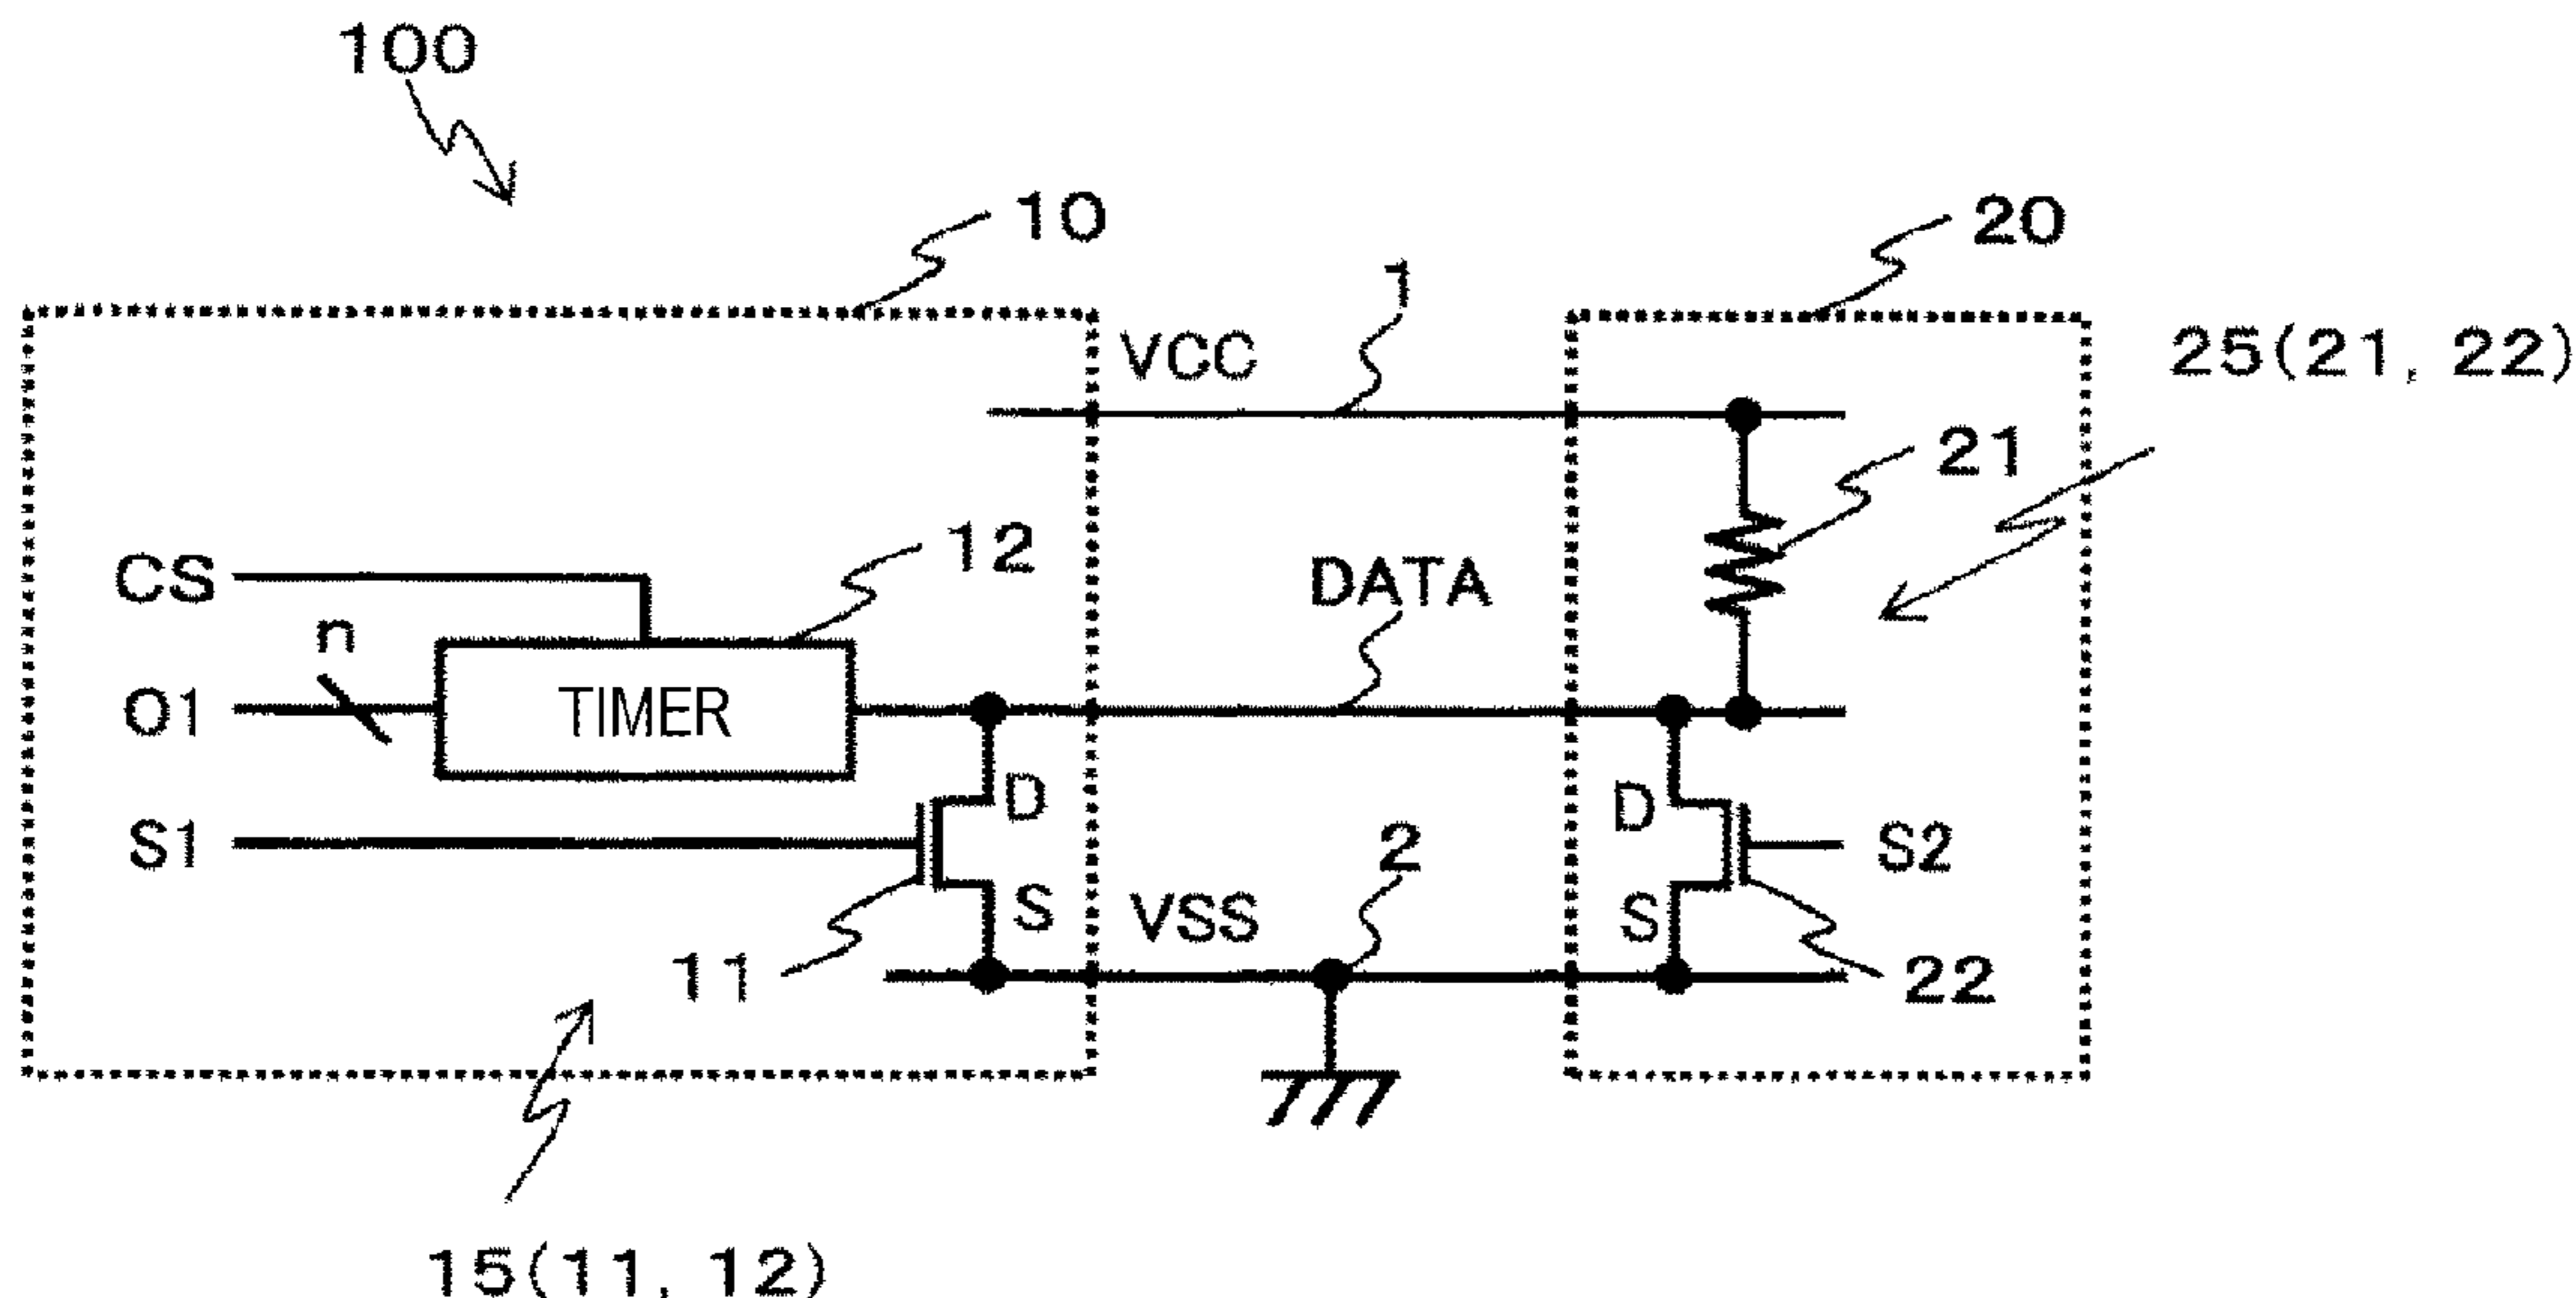 100
10
20
1
VCC
25(21, 22)
21
12
CS
DATA
n
O1
TIMER
D
D
S1
2
S2
S
VSS
S
11
22
15(11, 12)